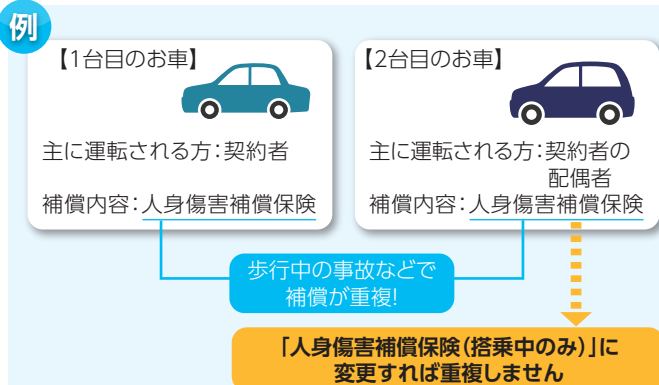 例
【1台目のお車】
主に運転される方：契約者
補償内容：人身傷害補償保険
【2台目のお車】
主に運転される方：契約者の
配偶者
補償内容：人身傷害補償保険
歩行中の事故などで
補償が重複!
「人身傷害補償保険(搭乗中のみ)」に
変更すれば重複しません